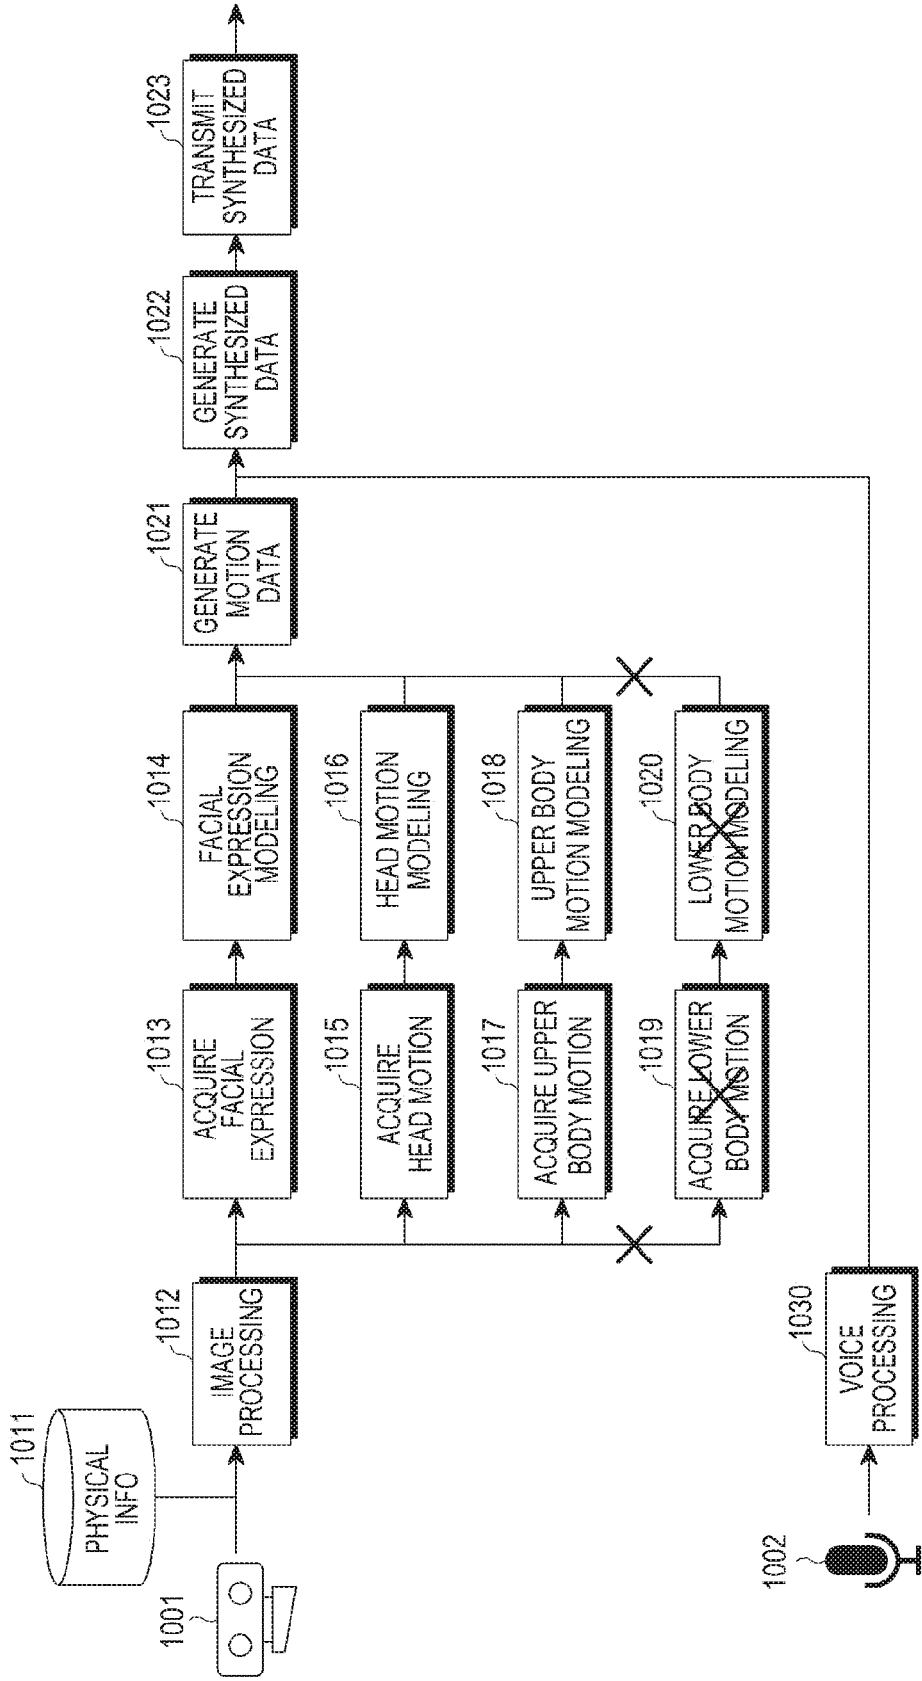 1001
1011
PHYSICAL
INFO
1012
IMAGE
PROCESSING
1013
ACQUIRE
FACIAL
EXPRESSION
1014
FACIAL
EXPRESSION
MODELING
1015
ACQUIRE
HEAD MOTION
1016
HEAD MOTION
MODELING
1017
ACQUIRE UPPER
BODY MOTION
1018
UPPER BODY
MOTION MODELING
1019
ACQUIRE LOWER
BODY MOTION
1020
LOWER BODY
MOTION MODELING
1021
GENERATE
MOTION
DATA
1022
GENERATE
SYNTHESIZED
DATA
1023
TRANSMIT
SYNTHESIZED
DATA
1002
1030
VOICE
PROCESSING